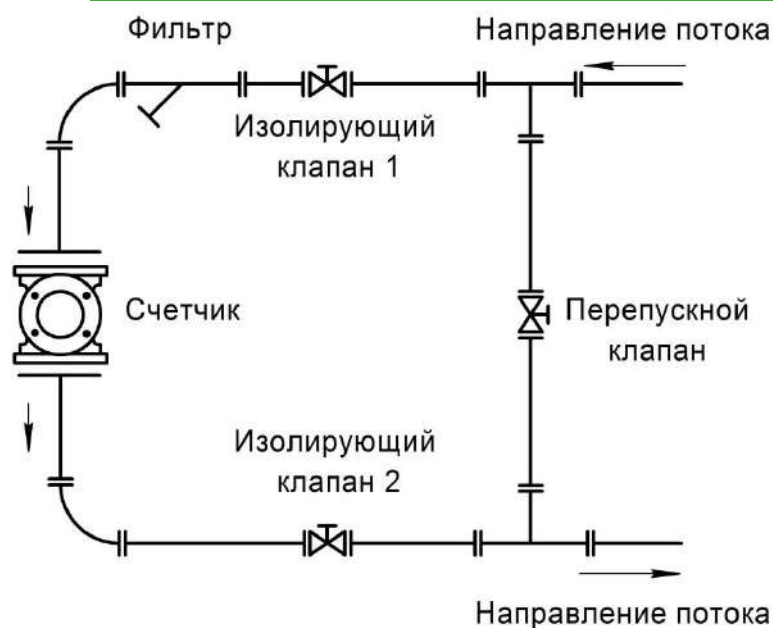 Фильтр
Направление потока
Изолирующий
клапан 1
Счетчик
Перепускной
клапан
Изолирующий
клапан 2
Направление потока